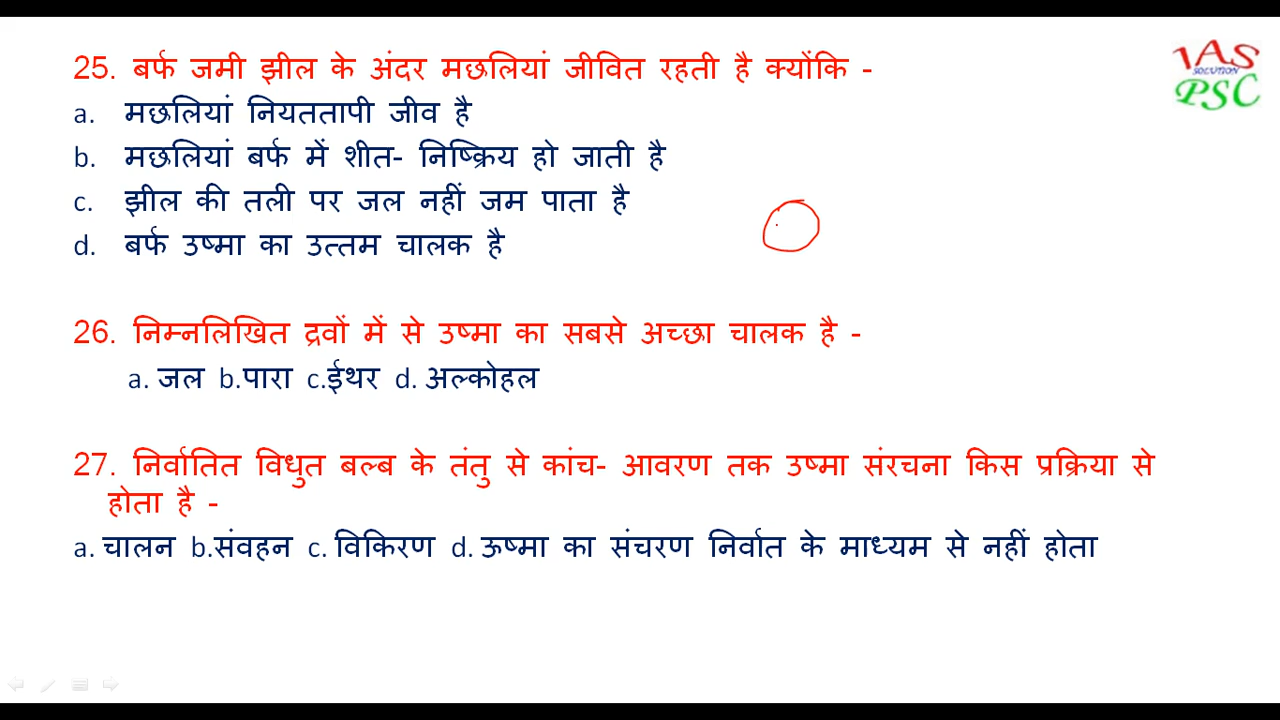 25. बर्फ जमी झील के अंदर मछलियां जीवित रहती है क्योंकि -
1AS
SOLUTION
PSC
a. मछलियां नियततापी जीव है
b. मछलियां बर्फ में शीत- निष्क्रिय हो जाती है
c. झील की तली पर जल नहीं जम पाता है
d. बर्फ उष्मा का उत्तम चालक है
26. निम्नलिखित द्रवों में से उष्मा का सबसे अच्छा चालक है -
a. जल b.पारा c.ईथर d. अल्कोहल
27. निर्वातित विधुत बल्ब के तंतु से कांच- आवरण तक उष्मा संरचना किस प्रक्रिया से
होता है -
a. चालन b.संवहन c. विकिरण d. ऊष्मा का संचरण निर्वात के माध्यम से नहीं होता